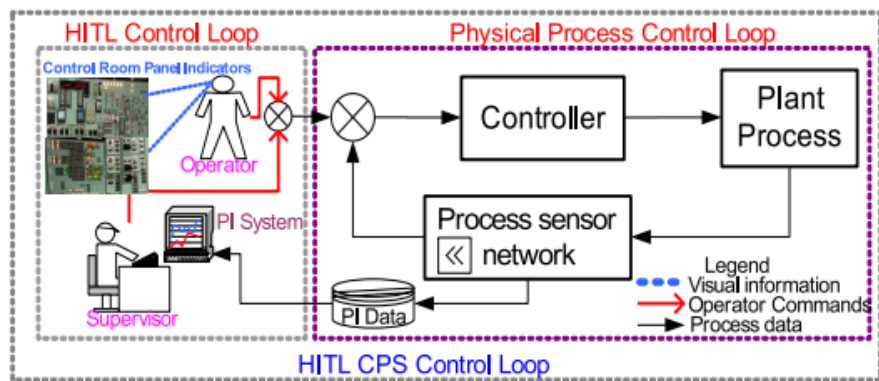 HITL Control Loop
Physical Process Control Loop
Control Room Panel Indicators
Operator
Controller
Plant
Process
PI System
Process sensor
network
Supervisor
PI Data
Legend
Visual information
Operator Commands
Process data
HITL CPS Control Loop